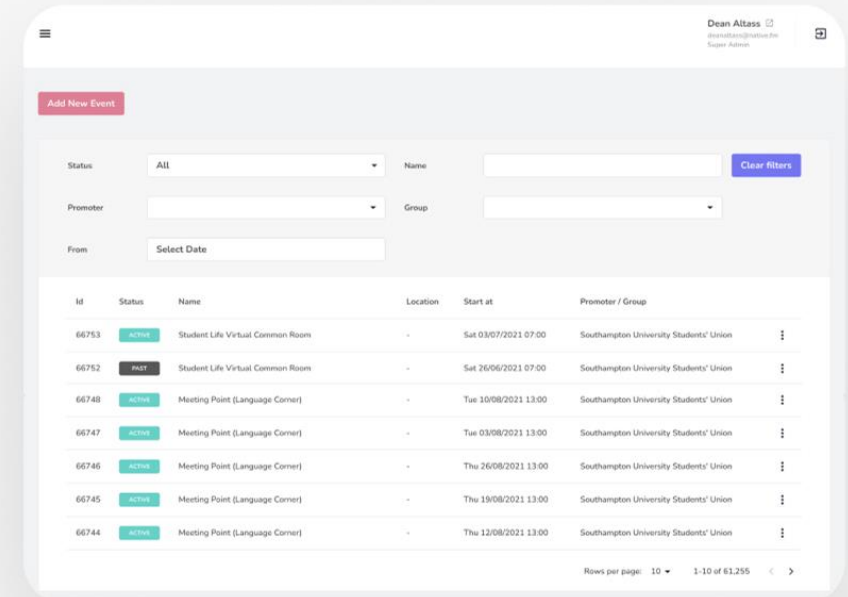 Dean Altass
deanaltass@native.fm
Super Admin
Add New Event
Status All Name Clear filters
Promoter Group
From Select Date
Id Status Name Location Start at Promoter / Group
66753 ACTIVE Student Life Virtual Common Room - Sat 03/07/2021 07:00 Southampton University Students' Union
66752 PAST Student Life Virtual Common Room - Sat 26/06/2021 07:00 Southampton University Students' Union
66748 ACTIVE Meeting Point (Language Corner) - Tue 10/08/2021 13:00 Southampton University Students' Union
66747 ACTIVE Meeting Point (Language Corner) - Tue 03/08/2021 13:00 Southampton University Students' Union
66746 ACTIVE Meeting Point (Language Corner) - Thu 26/08/2021 13:00 Southampton University Students' Union
66745 ACTIVE Meeting Point (Language Corner) - Thu 19/08/2021 13:00 Southampton University Students' Union
66744 ACTIVE Meeting Point (Language Corner) - Thu 12/08/2021 13:00 Southampton University Students' Union
Rows per page: 10 1-10 of 61,255